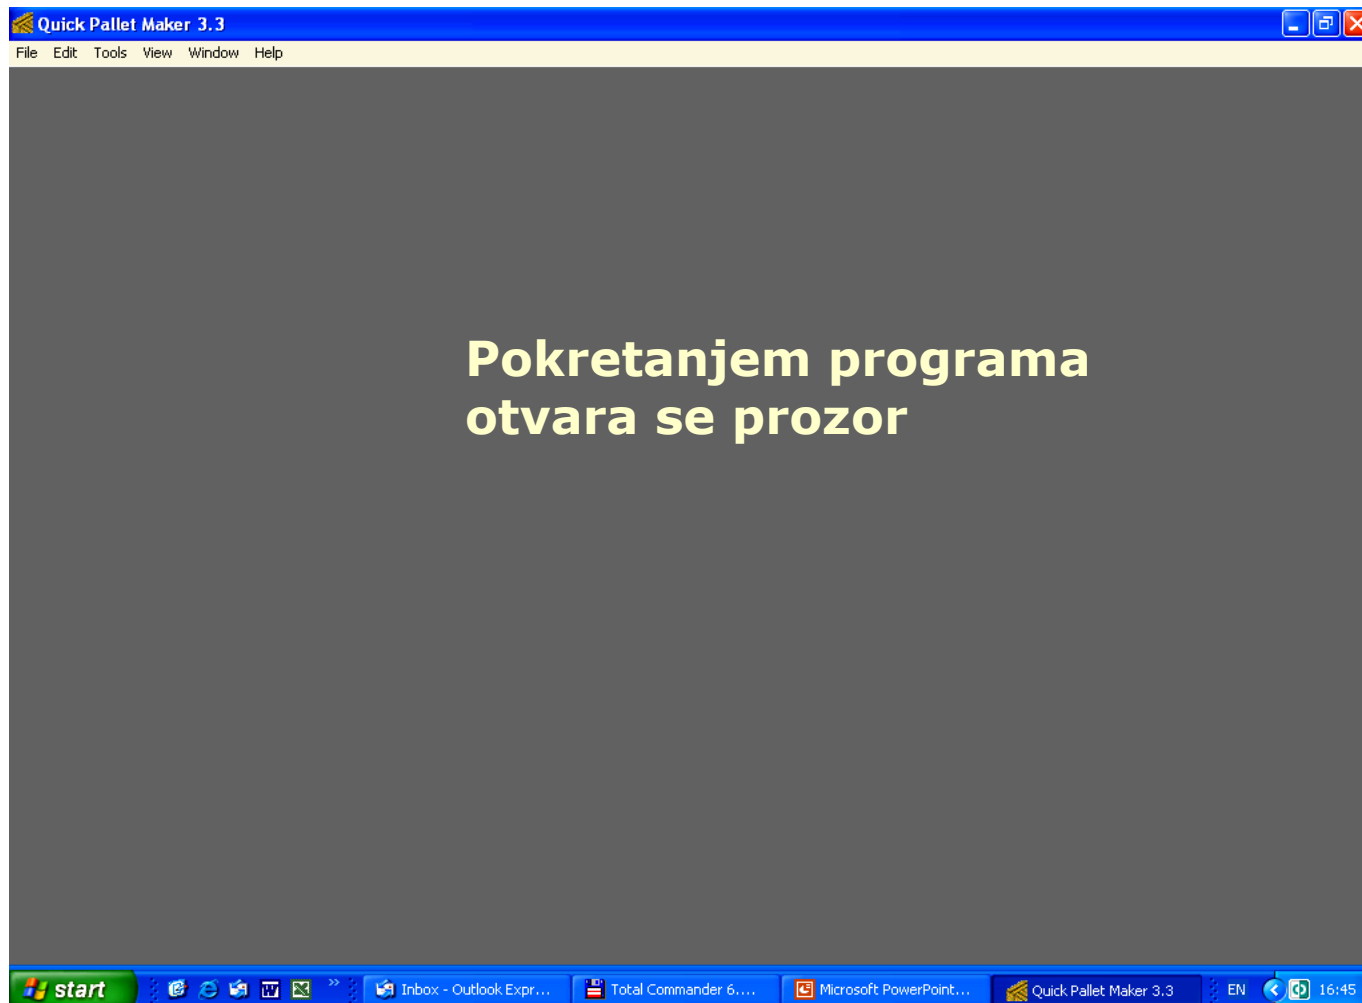 Quick Pallet Maker 3.3
File Edit Tools View Window Help
Pokretanjem programa
otvara se prozor
start Inbox - Outlook Expr... Total Commander 6.... Microsoft PowerPoint... Quick Pallet Maker 3.3 EN 16:45